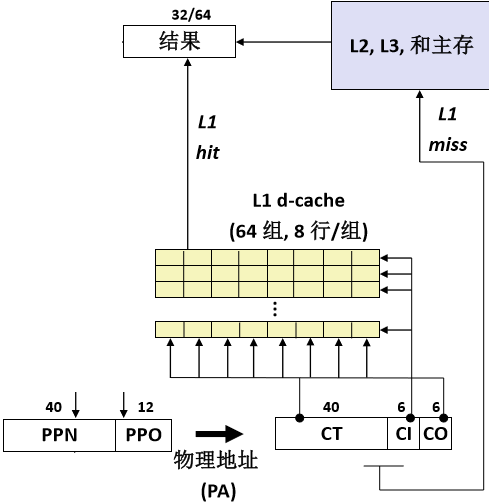 32/64
结果
L2, L3, 和主存
L1
hit
L1
miss
L1 d-cache
(64 组, 8 行/组)
...
40
12
PPN
PPO
物理地址
(PA)
40
6
6
CT
CI
CO